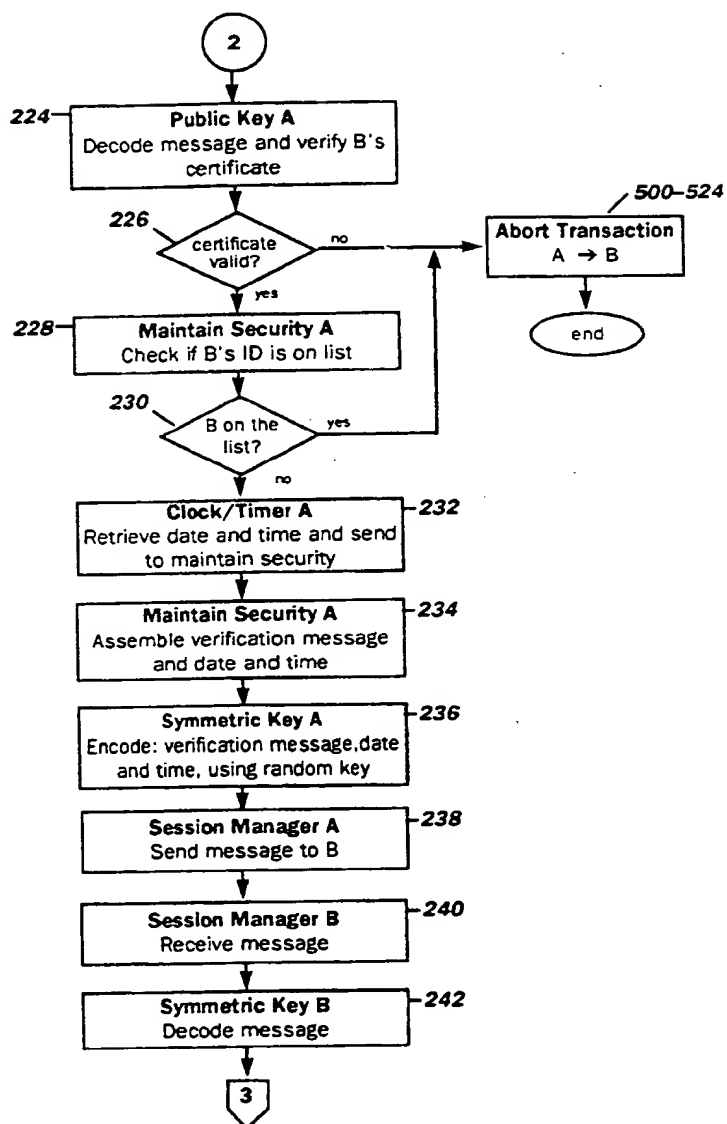 2
224
Public Key A
Decode message and verify B's
certificate
500-524
226
certificate
valid?
no
Abort Transaction
A → B
yes
end
228
Maintain Security A
Check if B's ID is on list
230
B on the
list?
yes
no
Clock/Timer A
Retrieve date and time and send
to maintain security
232
Maintain Security A
Assemble verification message
and date and time
234
Symmetric Key A
Encode: verification message,date
and time, using random key
236
Session Manager A
Send message to B
238
Session Manager B
Receive message
240
Symmetric Key B
Decode message
242
3